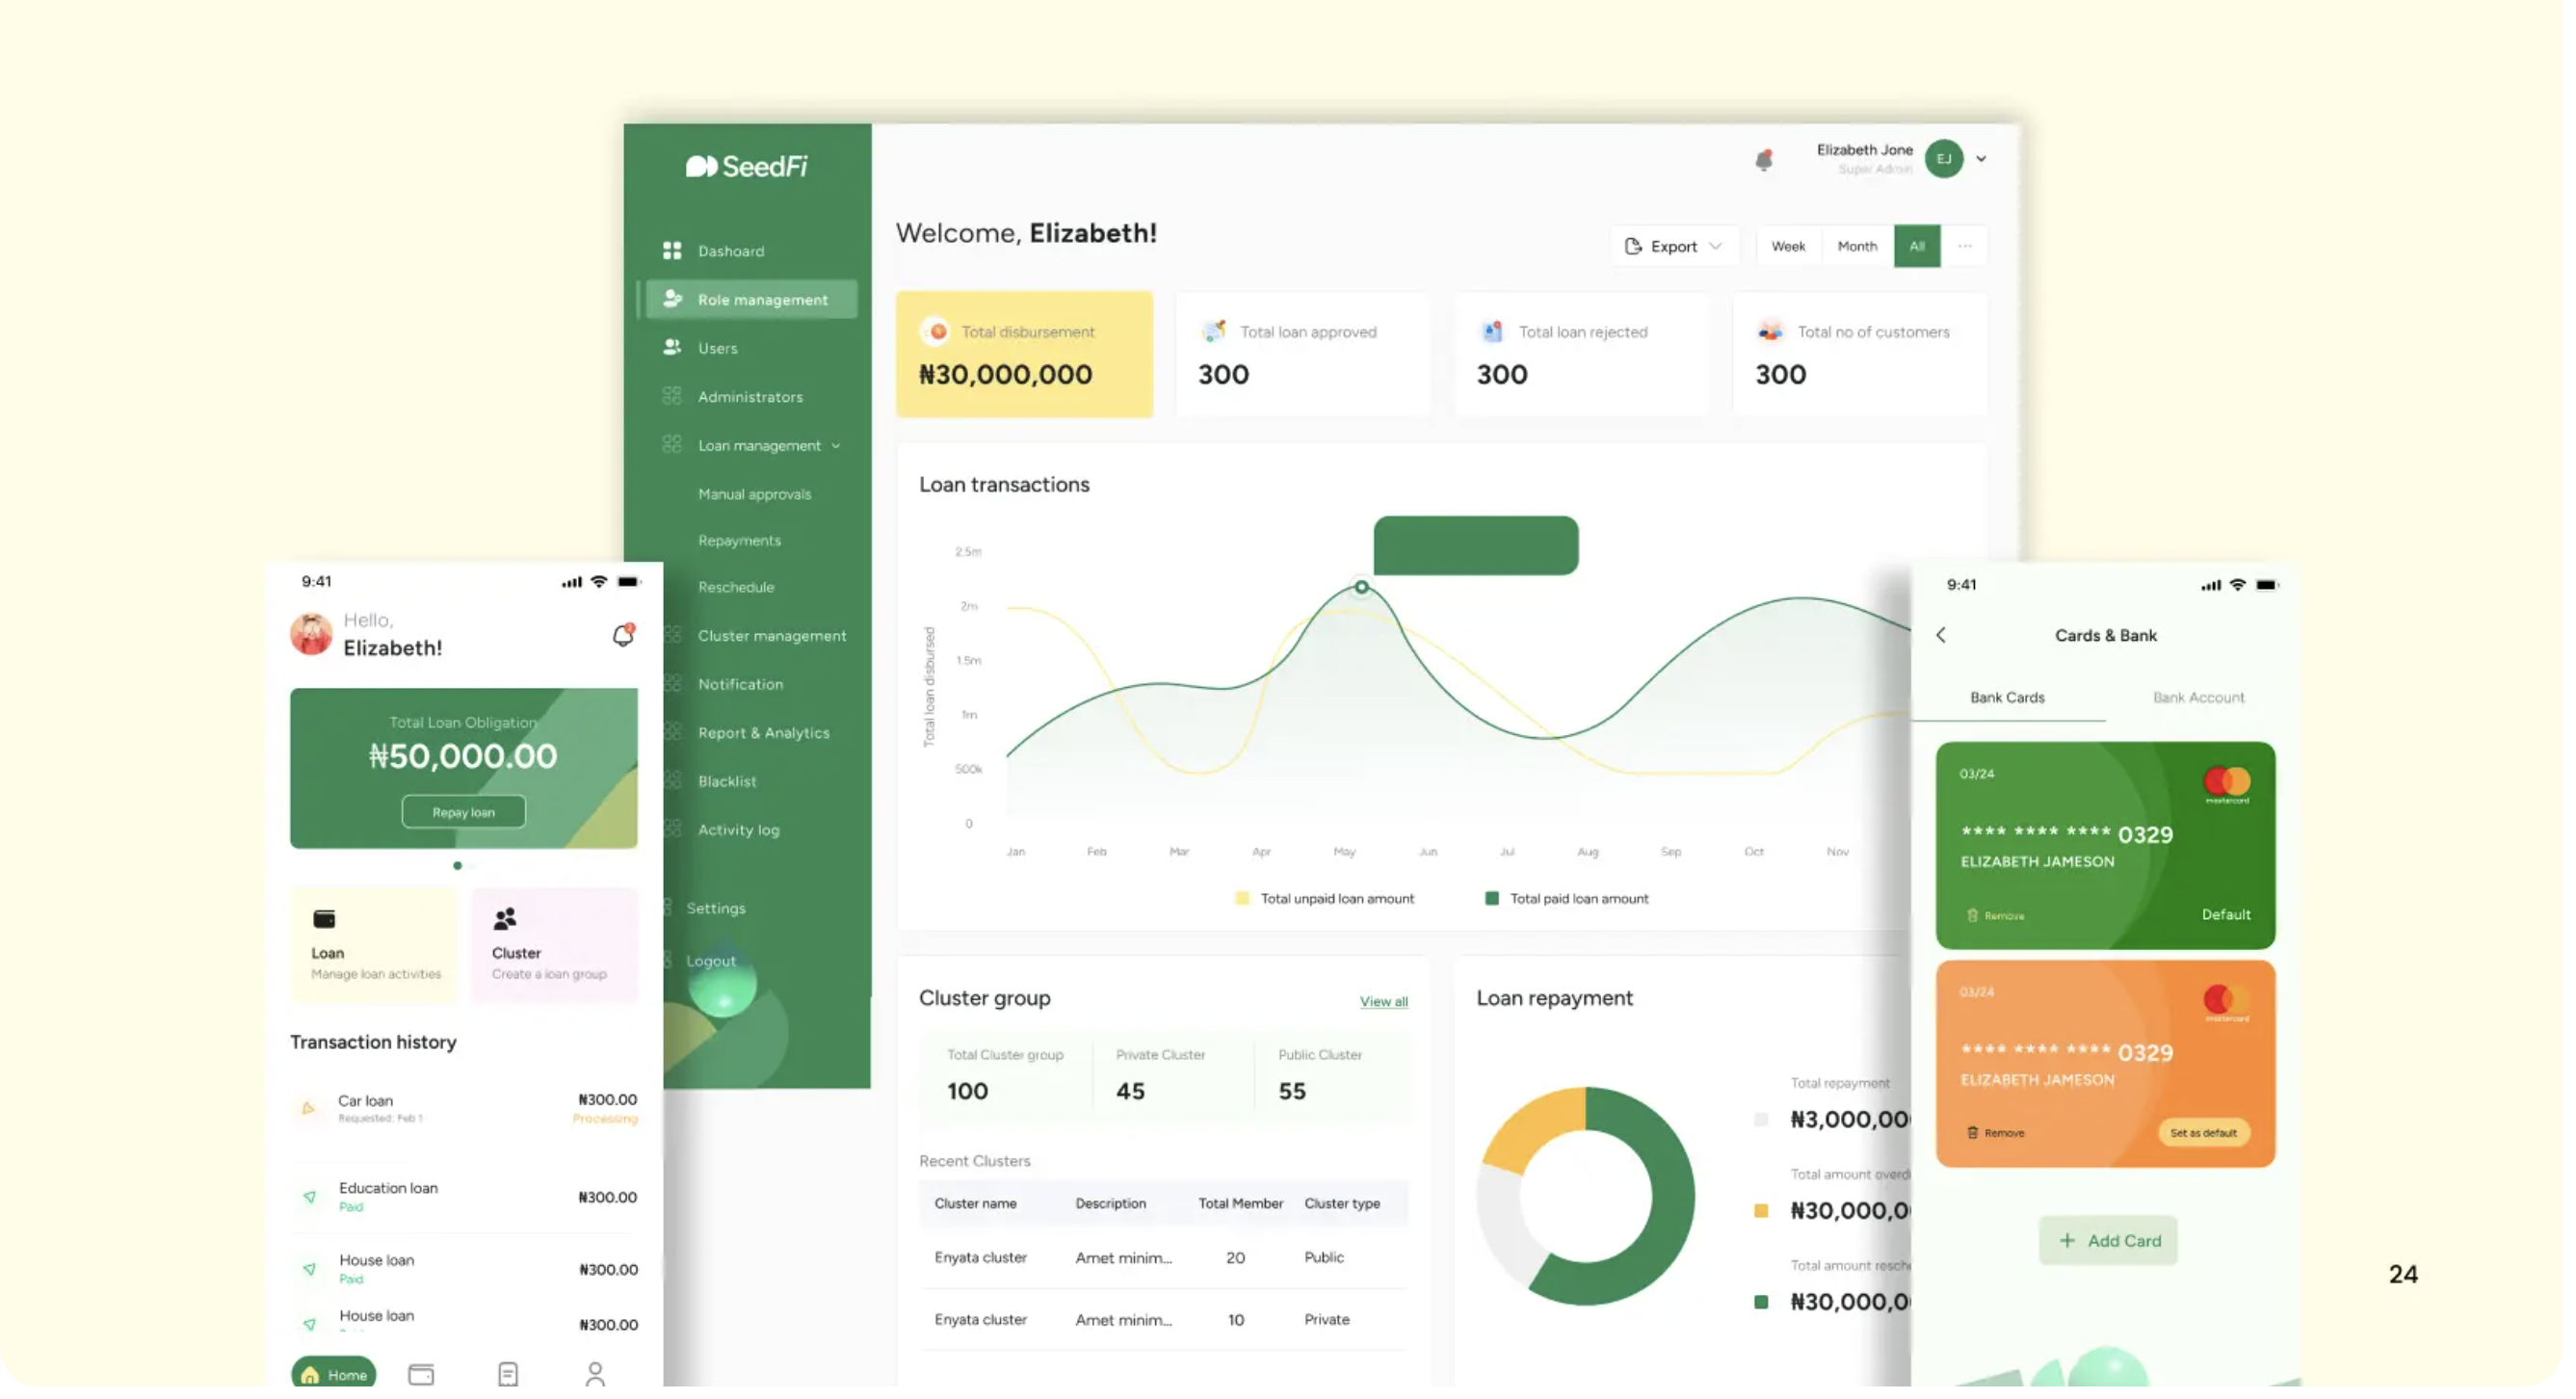 SeedFi
Dashoard
Role management
Users
Administrators
Loan management
Manual approvals
Repayments
Reschedule
Cluster management
Notification
Report & Analytics
Blacklist
Activity log
Settings
Logout
Elizabeth Jone
Super Admin
EJ
Welcome, Elizabeth!
Export
Week
Month
All
Total disbursement
₦30,000,000
Total loan approved
300
Total loan rejected
300
Total no of customers
300
Loan transactions
Total loan disbursed
2.5m
2m
1.5m
1m
500k
0
Jan Feb Mar Apr May Jun Jul Aug Sep Oct Nov
Total unpaid loan amount
Total paid loan amount
Cluster group
View all
Total Cluster group
100
Private Cluster
45
Public Cluster
55
Recent Clusters
Cluster name Description Total Member Cluster type
Enyata cluster Amet minim... 20 Public
Enyata cluster Amet minim... 10 Private
Loan repayment
Total repayment
₦3,000,00
Total amount
₦30,000,0
Total amount
₦30,000,0
9:41
Hello,
Elizabeth!
Total Loan Obligation
₦50,000.00
Repay loan
Loan
Manage loan activities
Cluster
Create a loan group
Transaction history
Car loan
₦300.00
Requested: Feb 1
Processing
Education loan
₦300.00
Paid
House loan
₦300.00
Paid
House loan
₦300.00
Home
9:41
Cards & Bank
Bank Cards
Bank Account
03/24
mastercard
**** **** **** 0329
ELIZABETH JAMESON
Remove
Default
03/24
mastercard
**** **** **** 0329
ELIZABETH JAMESON
Remove
Set as default
+ Add Card
24